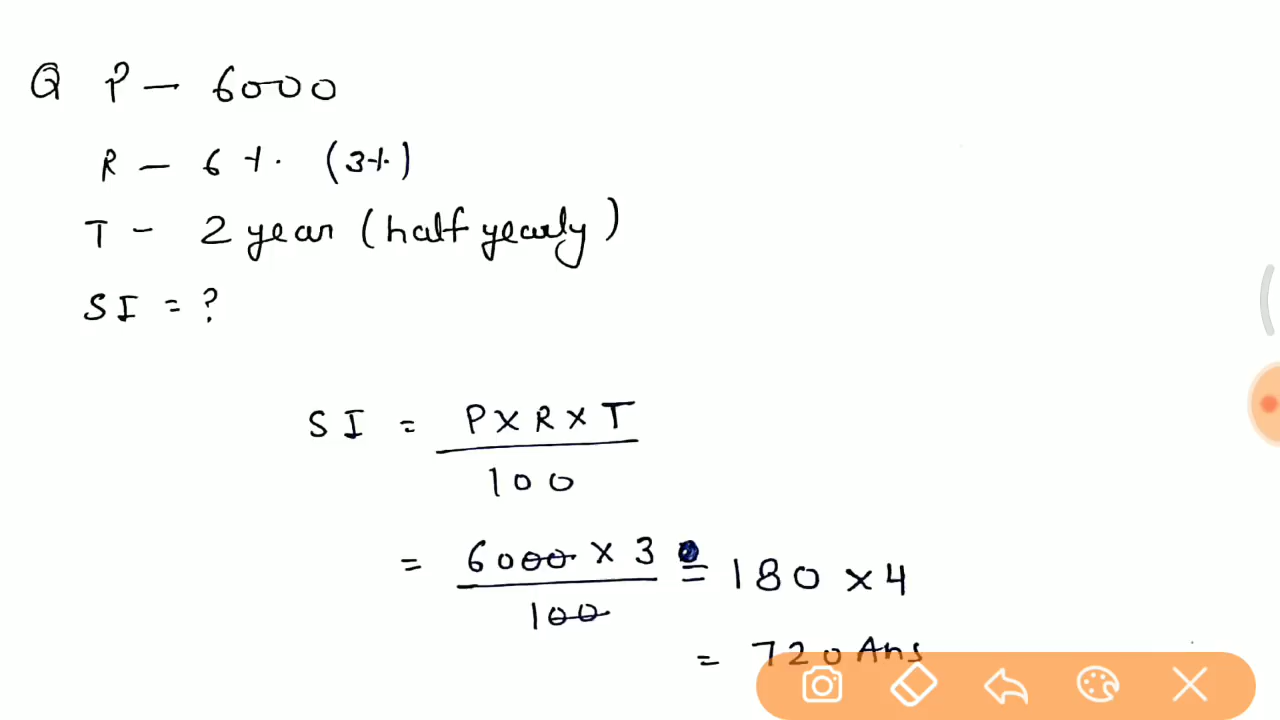 Q P — 6000
R — 6 %. (3%)
T - 2 year (half yearly)
SI = ?
SI = P X R X T
100
= 6000 X 3 = 180 X 4
100
= 720 Ans